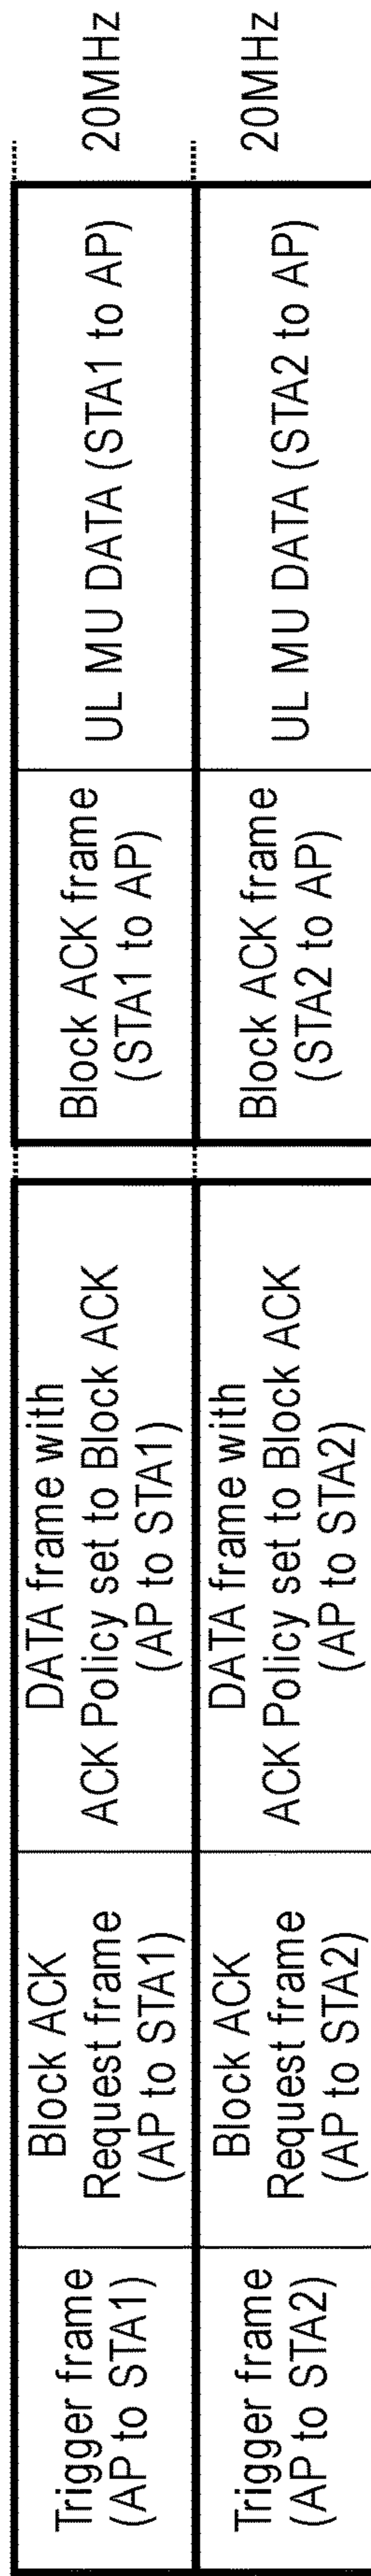 Trigger frame
(AP to STA1)
Block ACK
Request frame
(AP to STA1)
DATA frame with
ACK Policy set to Block ACK
(AP to STA1)
Block ACK frame
(STA1 to AP)
UL MU DATA (STA1 to AP)
20MHz
Trigger frame
(AP to STA2)
Block ACK
Request frame
(AP to STA2)
DATA frame with
ACK Policy set to Block ACK
(AP to STA2)
Block ACK frame
(STA2 to AP)
UL MU DATA (STA2 to AP)
20MHz